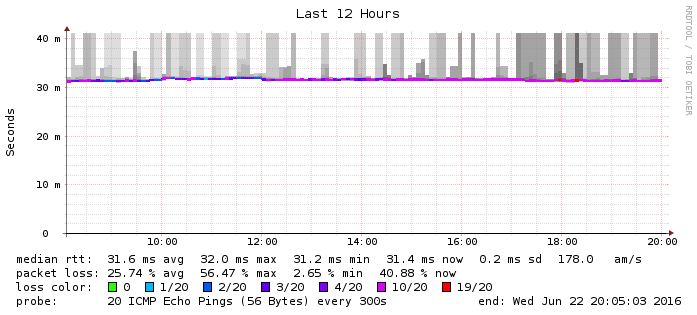 Last 12 Hours
RRDTOOL / TOBI OETIKER
Seconds
40 m
30 m
20 m
10 m
0
10:00 12:00 14:00 16:00 18:00 20:00
median rtt: 31.6 ms avg 32.0 ms max 31.2 ms min 31.4 ms now 0.2 ms sd 178.0 am/s
packet loss: 25.74 % avg 56.47 % max 2.65 % min 40.88 % now
loss color: 0 1/20 2/20 3/20 4/20 10/20 19/20
probe: 20 ICMP Echo Pings (56 Bytes) every 300s end: Wed Jun 22 20:05:03 2016